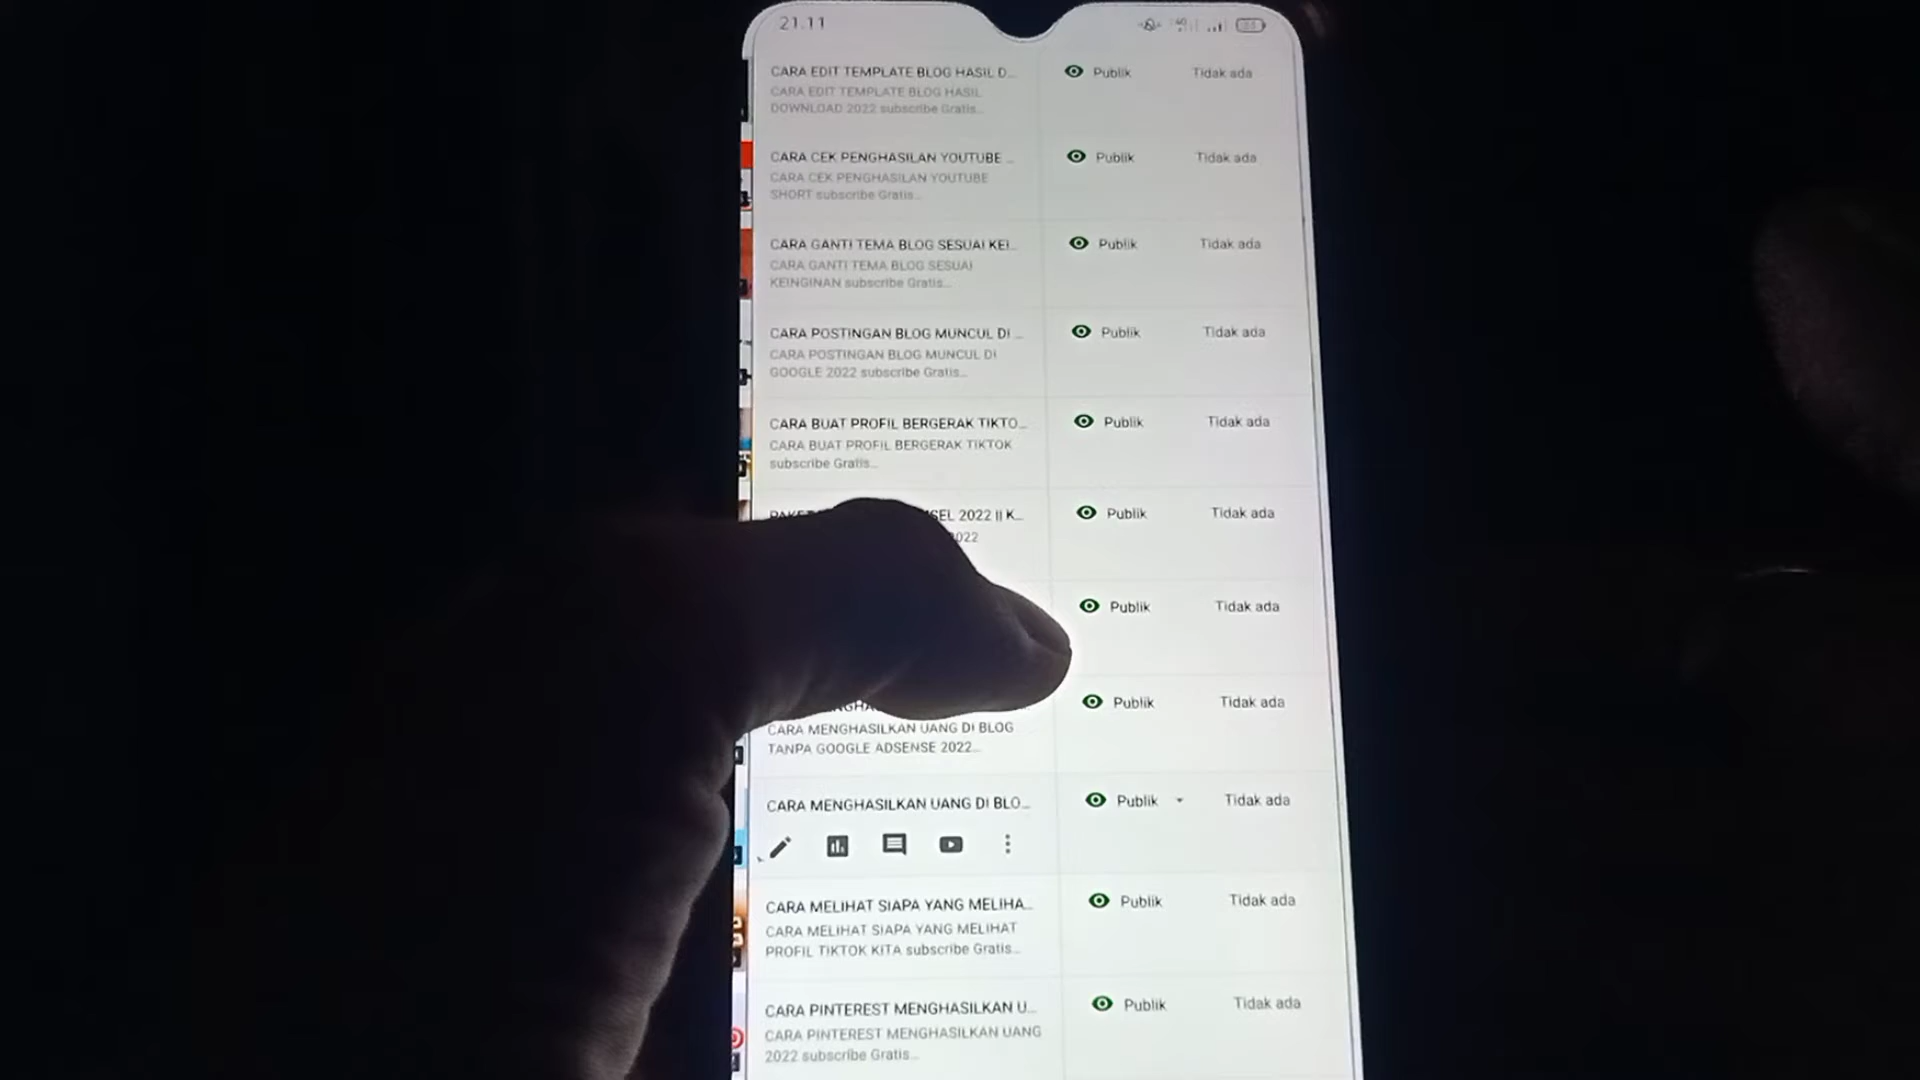 21.11
CARA EDIT TEMPLATE BLOG HASIL D... Publik Tidak ada
CARA EDIT TEMPLATE BLOG HASIL
DOWNLOAD 2022 subscribe Gratis...
CARA CEK PENGHASILAN YOUTUBE ... Publik Tidak ada
CARA CEK PENGHASILAN YOUTUBE
SHORT subscribe Gratis...
CARA GANTI TEMA BLOG SESUAI KEI... Publik Tidak ada
CARA GANTI TEMA BLOG SESUAI
KEINGINAN subscribe Gratis...
CARA POSTINGAN BLOG MUNCUL DI ... Publik Tidak ada
CARA POSTINGAN BLOG MUNCUL DI
GOOGLE 2022 subscribe Gratis...
CARA BUAT PROFIL BERGERAK TIKTO... Publik Tidak ada
CARA BUAT PROFIL BERGERAK TIKTOK
subscribe Gratis...
2022 || K... Publik Tidak ada
2022
Publik Tidak ada
Publik Tidak ada
CARA MENGHASILKAN UANG DI BLOG
TANPA GOOGLE ADSENSE 2022...
CARA MENGHASILKAN UANG DI BLO... Publik Tidak ada
CARA MELIHAT SIAPA YANG MELIHA... Publik Tidak ada
CARA MELIHAT SIAPA YANG MELIHAT
PROFIL TIKTOK KITA subscribe Gratis...
CARA PINTEREST MENGHASILKAN U... Publik Tidak ada
CARA PINTEREST MENGHASILKAN UANG
2022 subscribe Gratis...